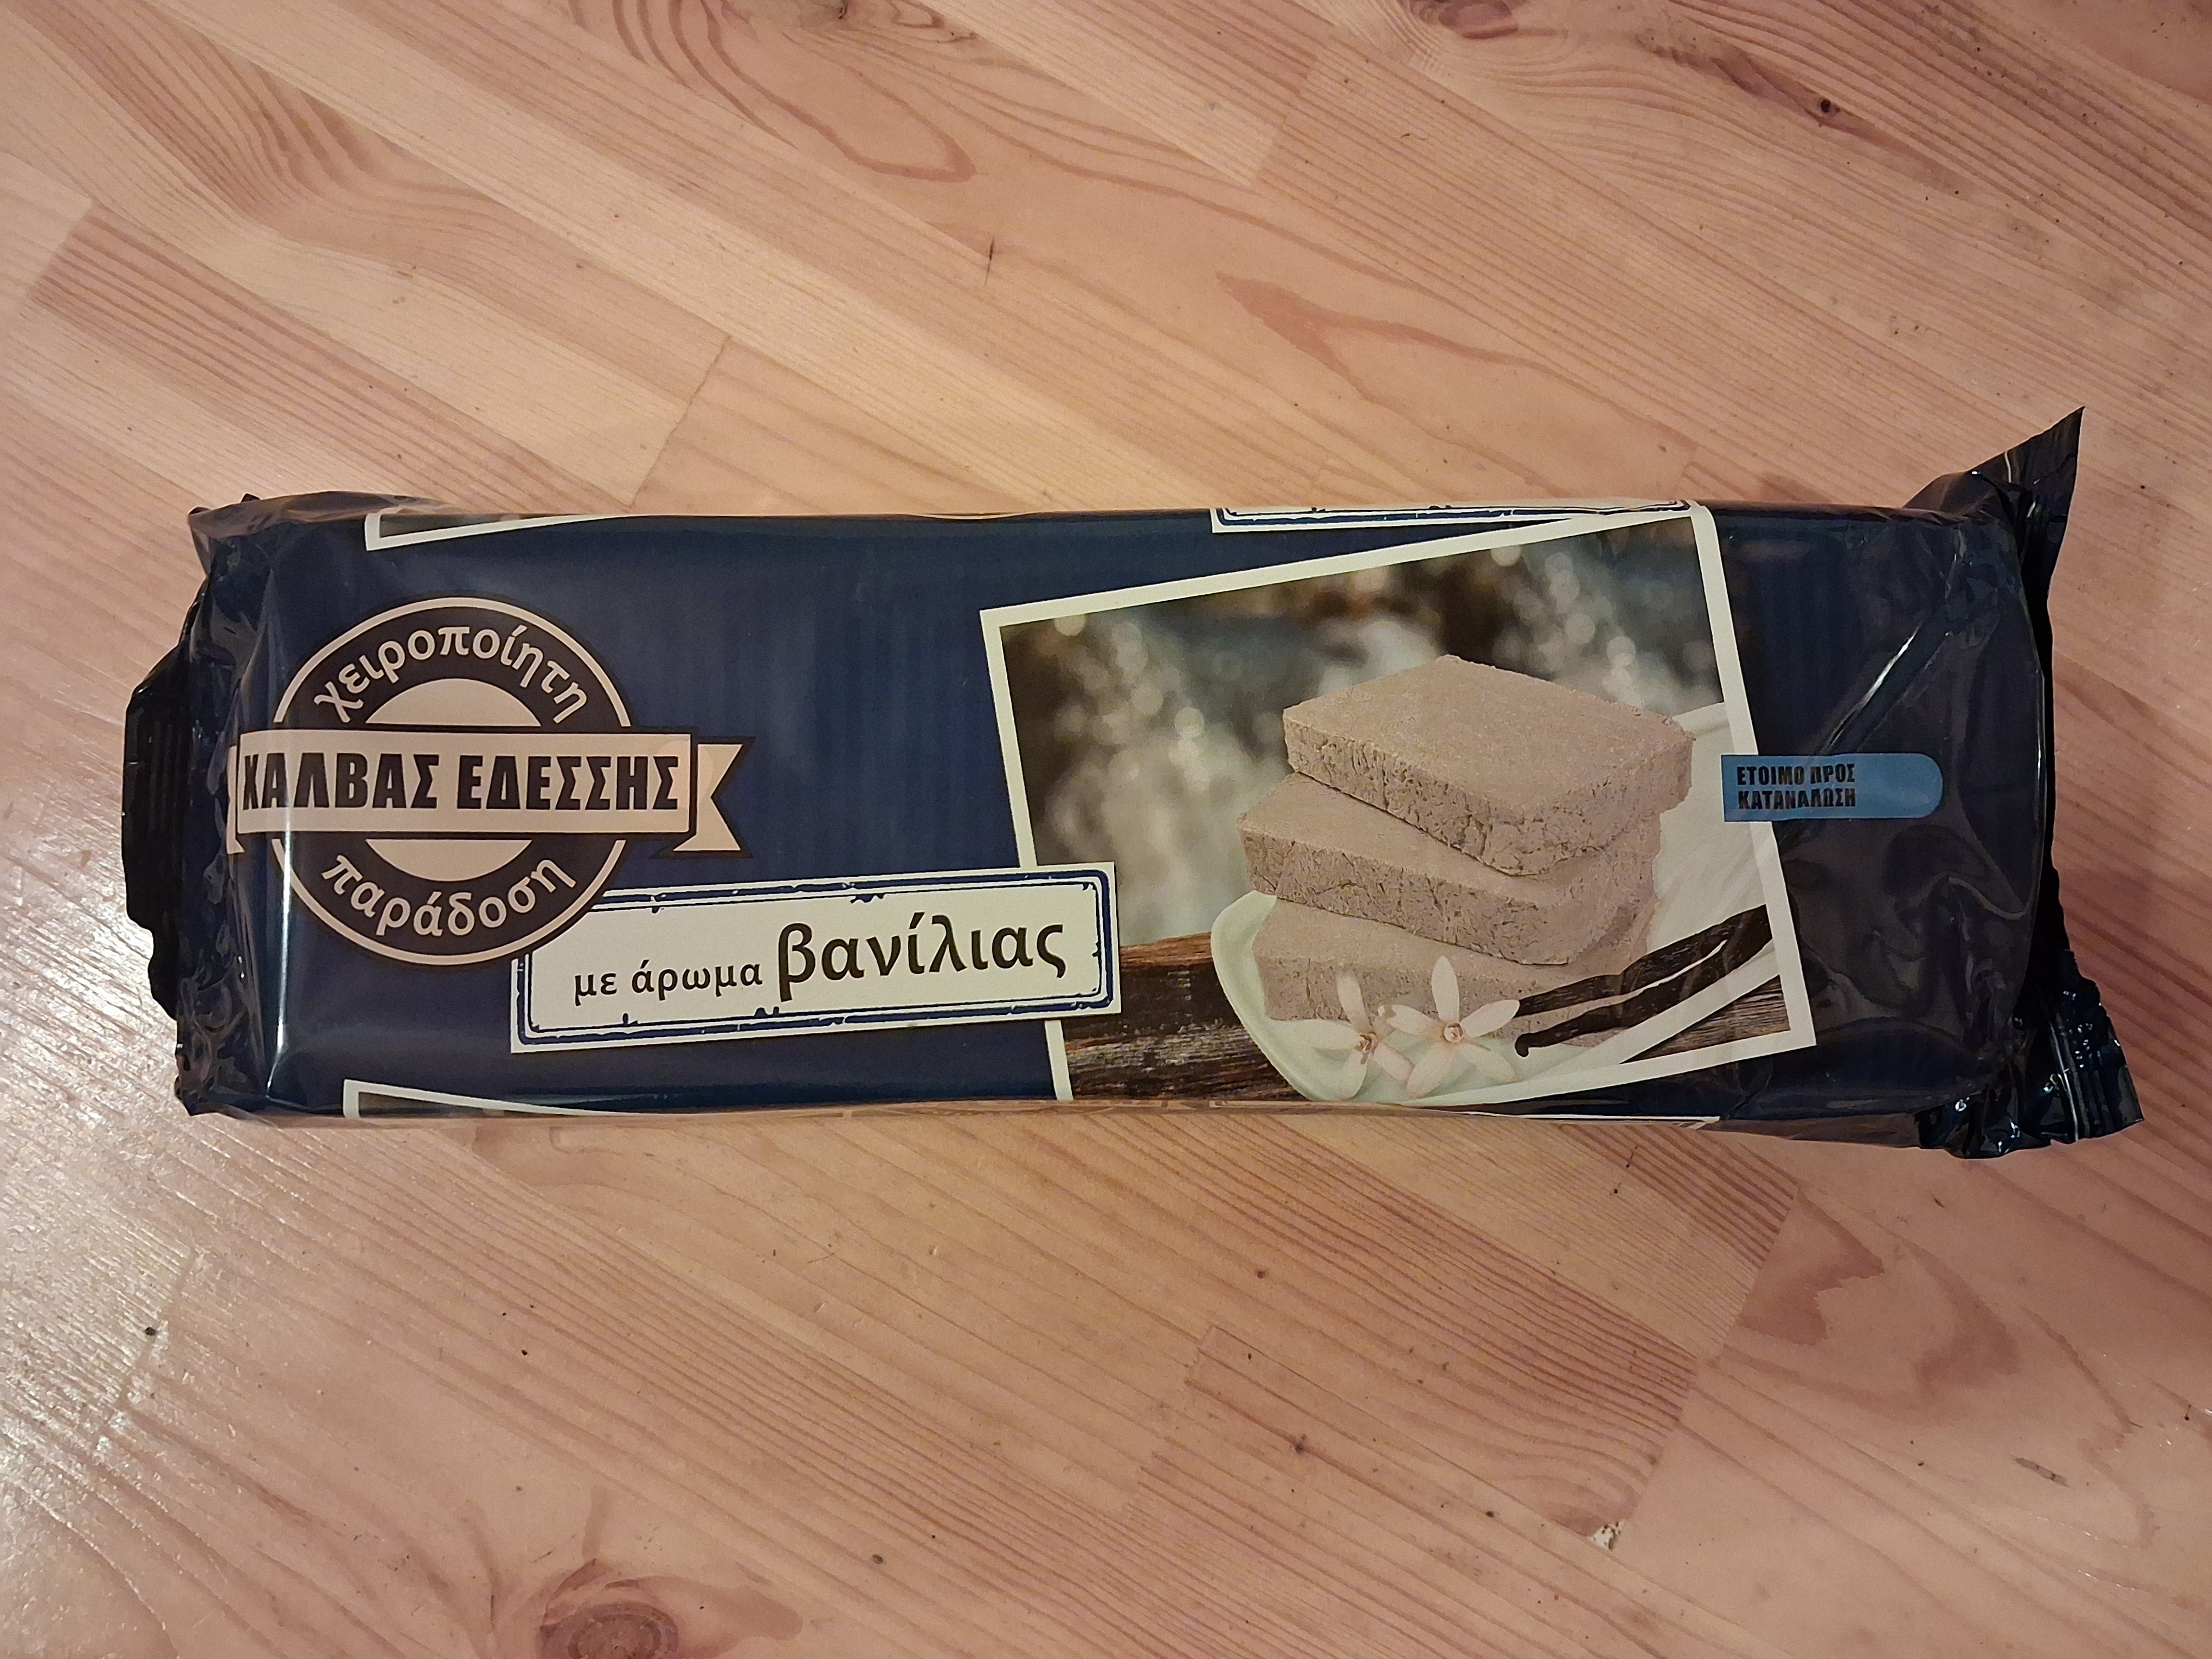 χειροποίητη
ΧΑΛΒΑΣ ΕΔΕΣΣΗΣ
παράδοση
με άρωμα βανίλιας
ΕΤΟΙΜΟ ΠΡΟΣ
ΚΑΤΑΝΑΛΩΣΗ